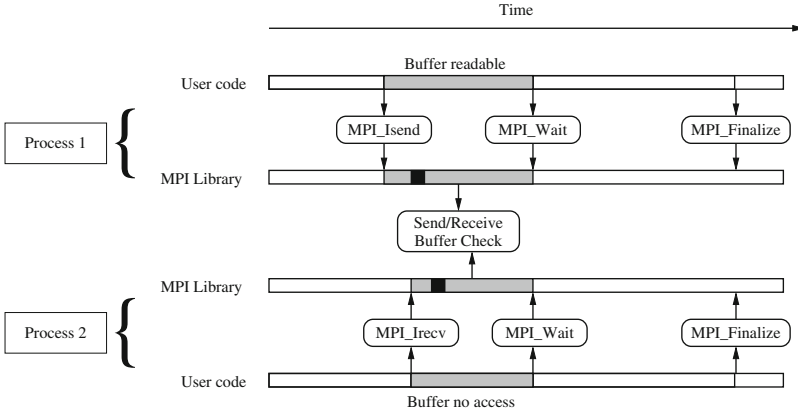 Time
Buffer readable
User code
MPI_Isend
MPI_Wait
MPI_Finalize
Process 1
MPI Library
Send/Receive
Buffer Check
MPI Library
Process 2
MPI_Irecv
MPI_Wait
MPI_Finalize
User code
Buffer no access